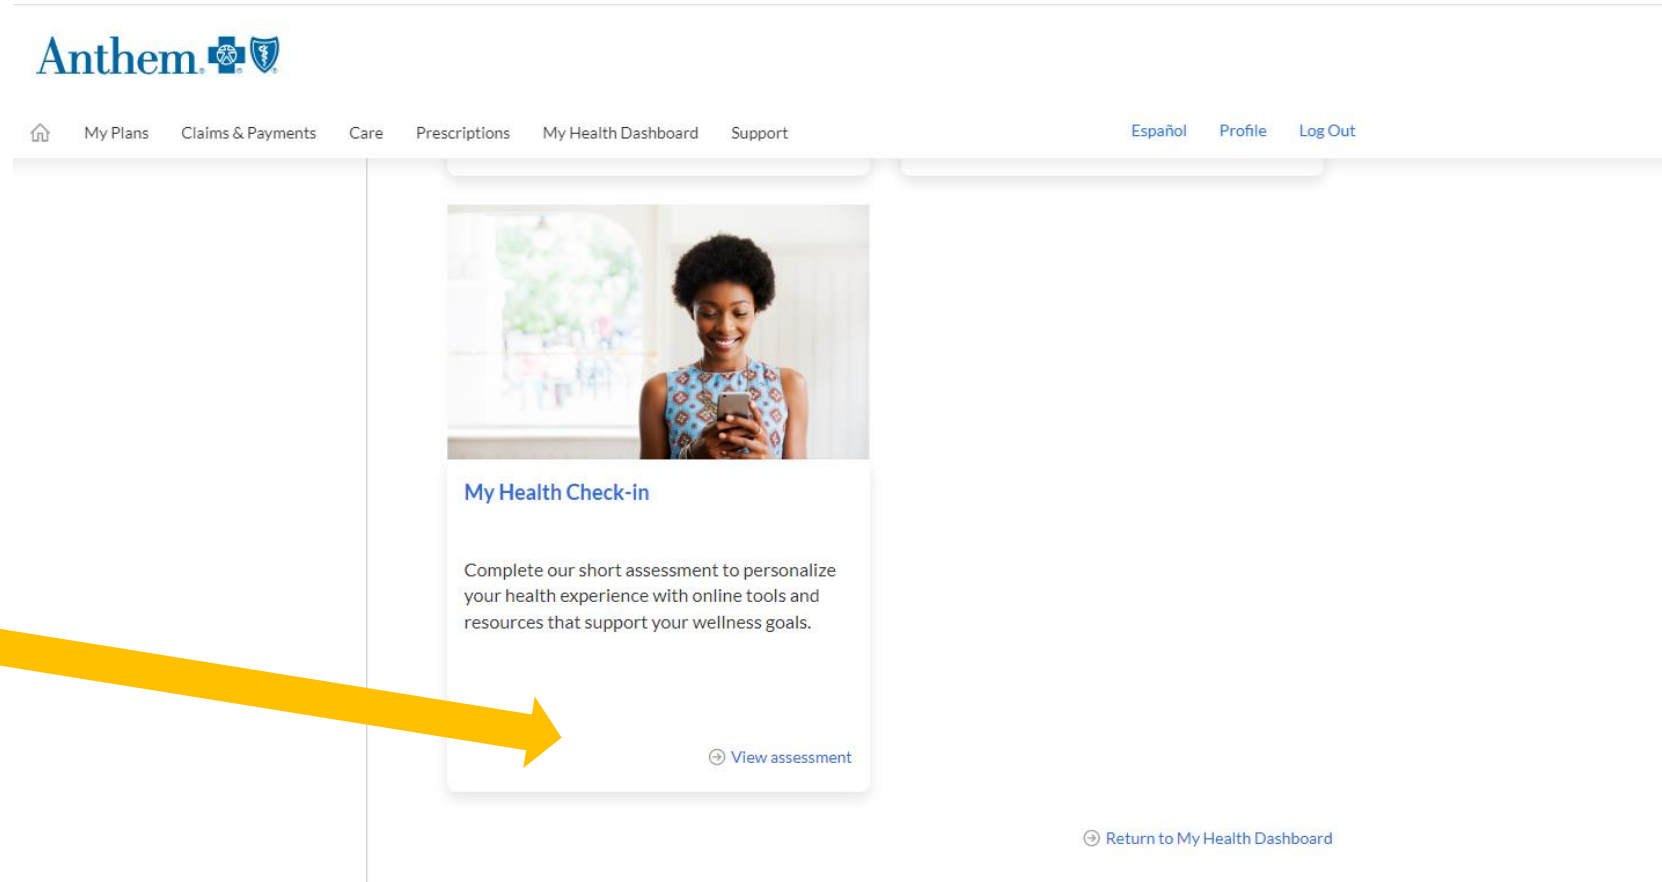 Anthem.
My Plans Claims & Payments Care Prescriptions My Health Dashboard Support Español Profile Log Out
My Health Check-in
Complete our short assessment to personalize
your health experience with online tools and
resources that support your wellness goals.
View assessment
Return to My Health Dashboard